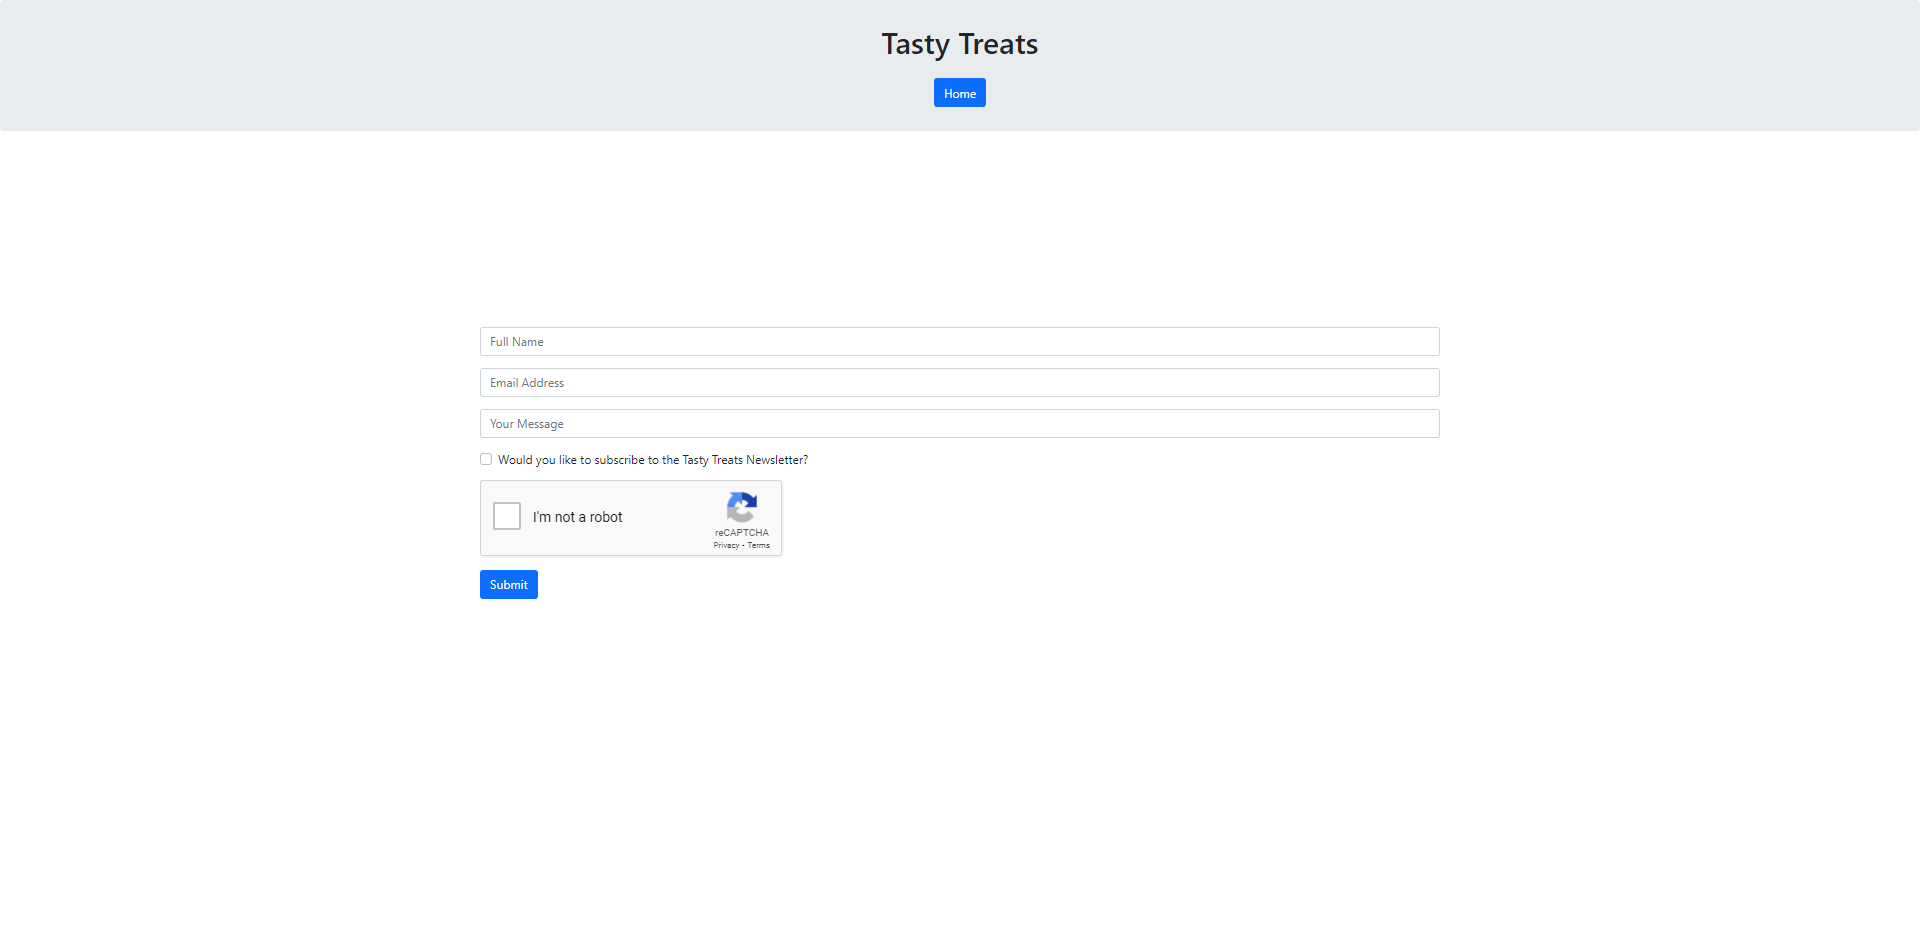 Tasty Treats
Home
Full Name
Email Address
Your Message
Would you like to subscribe to the Tasty Treats Newsletter?
I'm not a robot
reCAPTCHA
Privacy - Terms
Submit